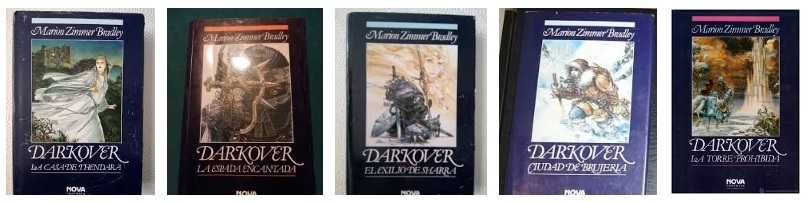 Marion Zimmer Bradley
DARKOVER
LA CASA DE THENDARA
NOVA
Marion Zimmer Bradley
DARKOVER
LA ESPADA ENCANTADA
NOVA
Marion Zimmer Bradley
DARKOVER
EL EXILIO DE SHARRA
NOVA
Marion Zimmer Bradley
DARKOVER
CIUDAD DE BRUJERIA
NOVA
Marion Zimmer Bradley
DARKOVER
LA TORRE PROHIBIDA
NOVA